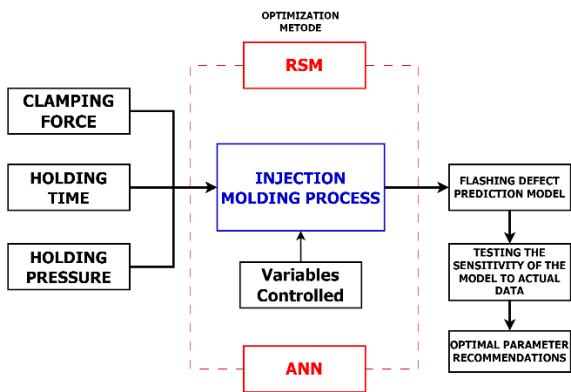 OPTIMIZATION
METODE
RSM
CLAMPING
FORCE
HOLDING
TIME
HOLDING
PRESSURE
INJECTION
MOLDING PROCESS
Variables
Controlled
ANN
FLASHING DEFECT
PREDICTION MODEL
TESTING THE
SENSITIVITY OF THE
MODEL TO ACTUAL
DATA
OPTIMAL PARAMETER
RECOMMENDATIONS